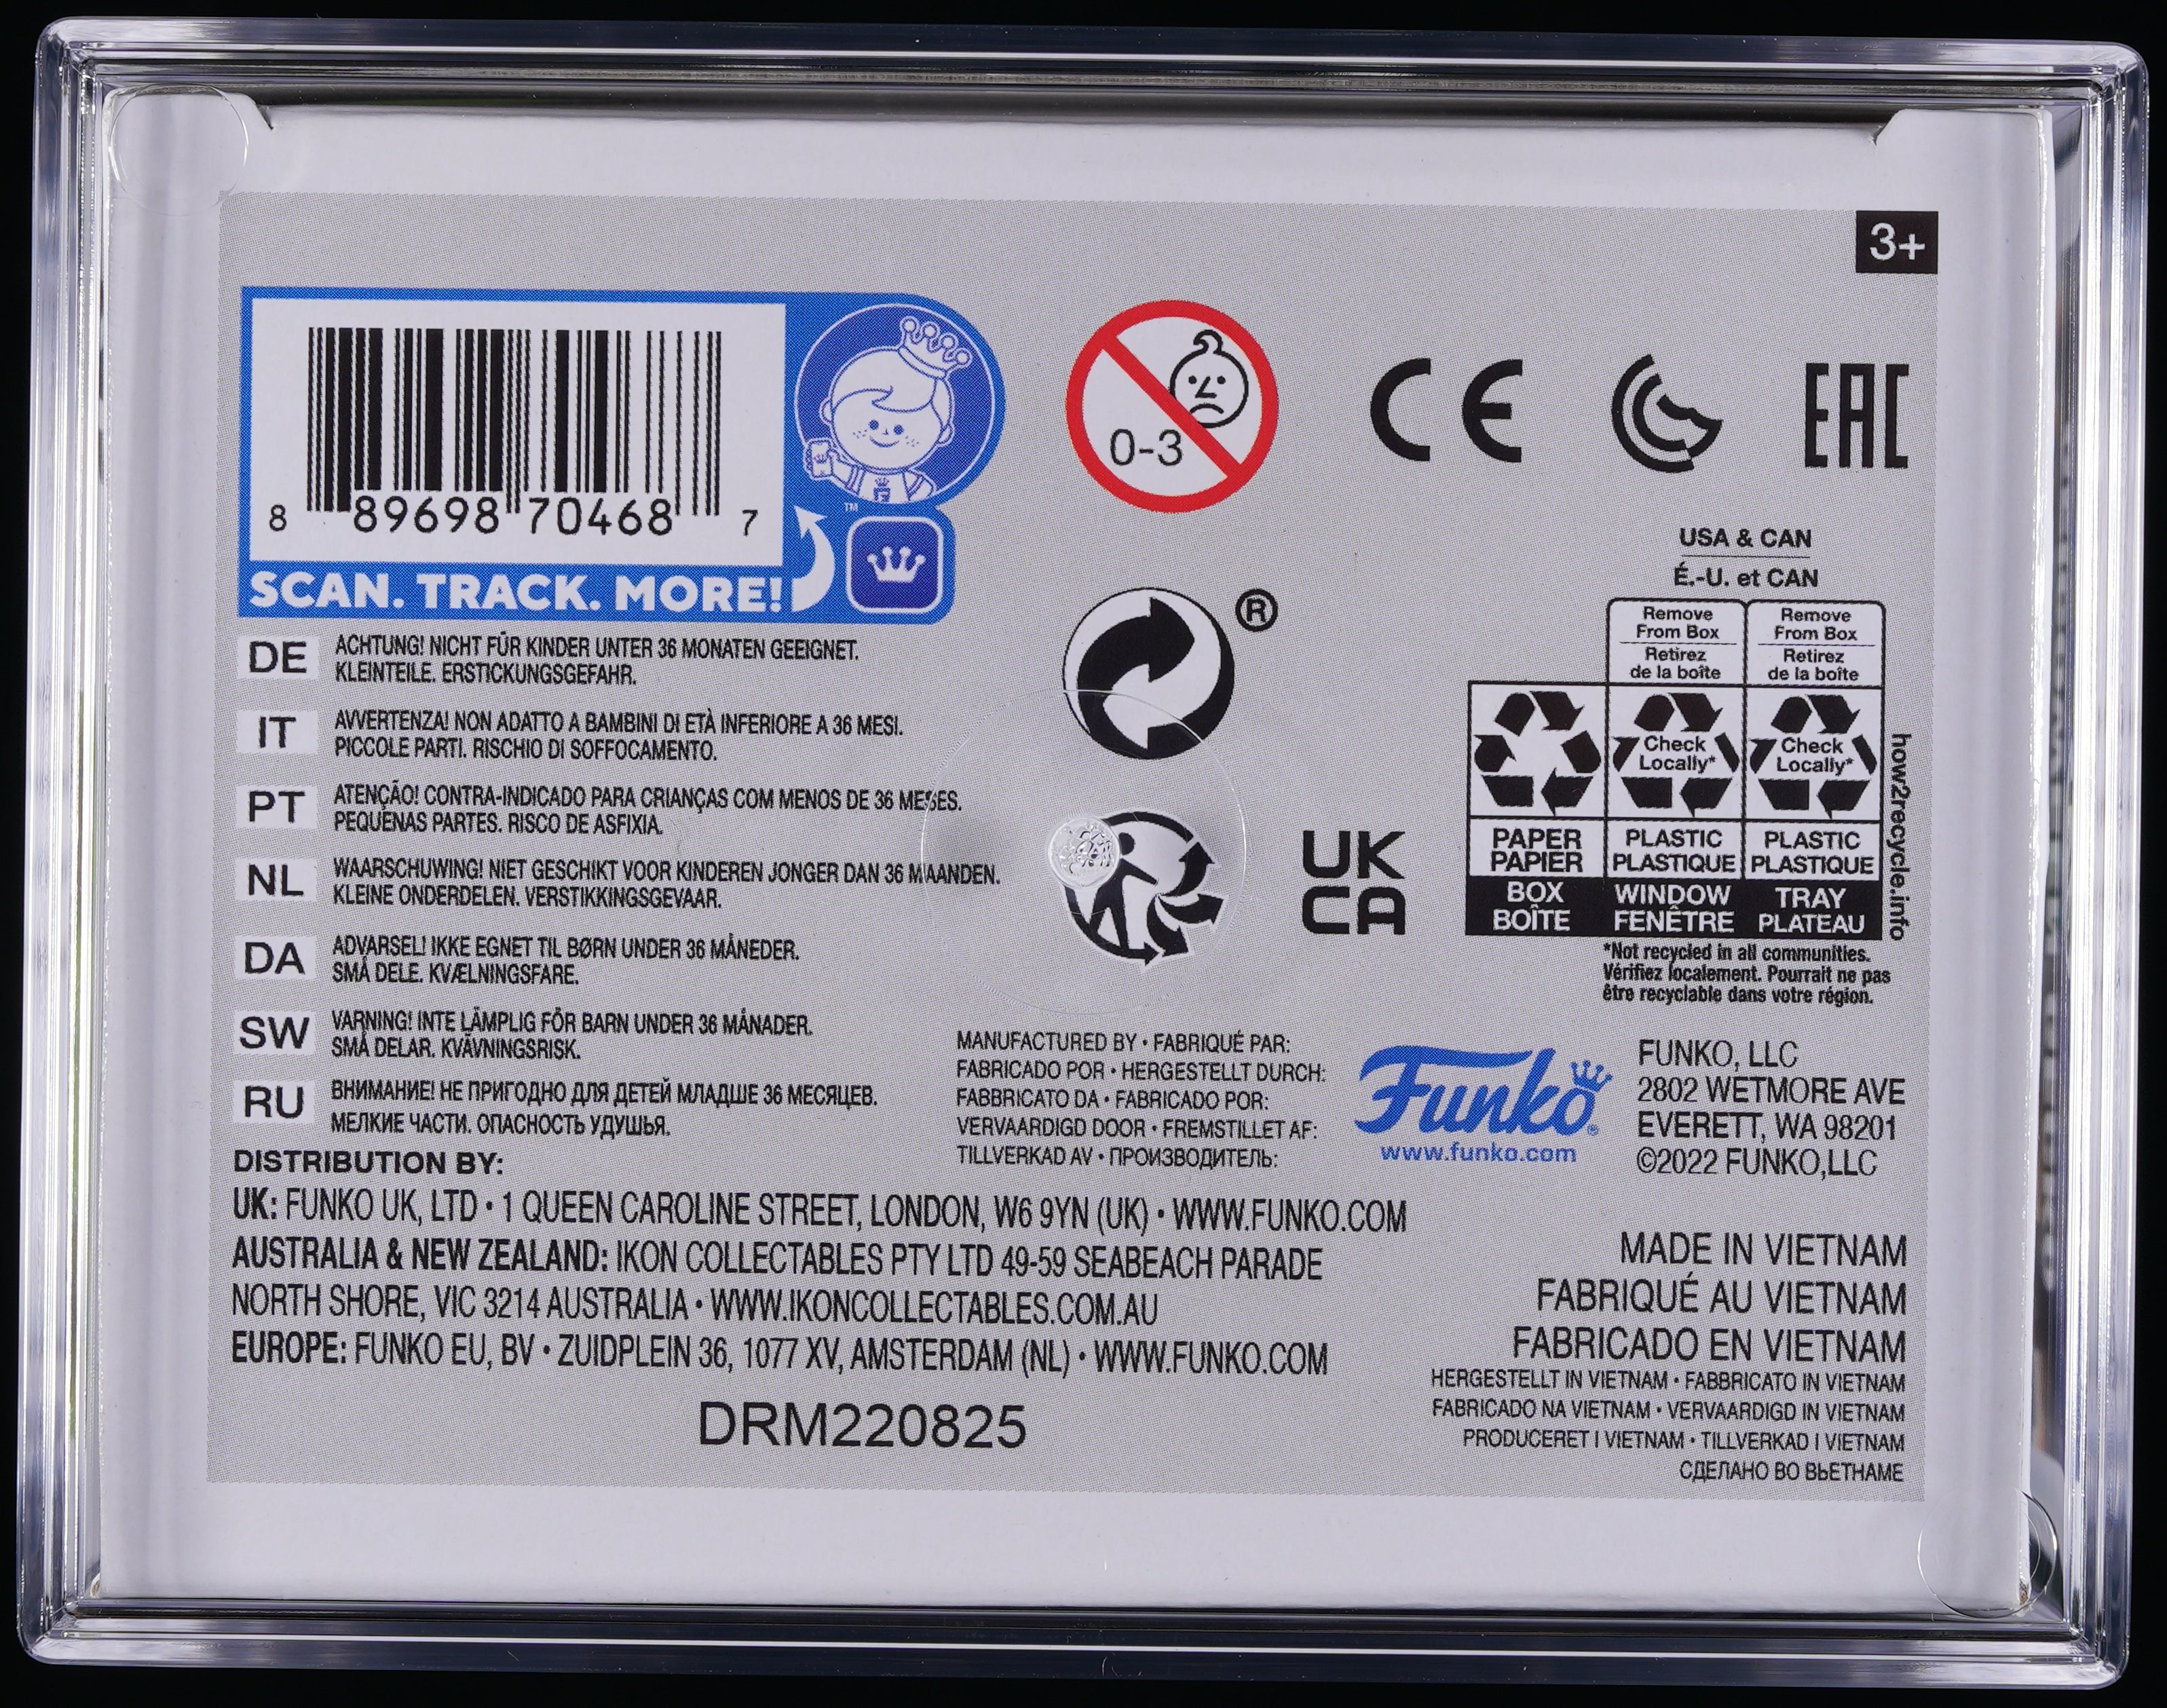 3+
8 89698 70468 7
™
SCAN. TRACK. MORE!
0-3
CE
EAC
®
USA & CAN
É.-U. et CAN
Remove
From Box
Retirez
de la boîte
Remove
From Box
Retirez
de la boîte
Check
Locally*
Check
Locally*
PAPER
PAPIER
PLASTIC
PLASTIQUE
PLASTIC
PLASTIQUE
BOX
BOÎTE
WINDOW
FENÊTRE
TRAY
PLATEAU
how2recycle.info
*Not recycled in all communities.
Vérifiez localement. Pourrait ne pas
être recyclable dans votre région.
UK
CA
DE ACHTUNG! NICHT FÜR KINDER UNTER 36 MONATEN GEEIGNET.
KLEINTEILE. ERSTICKUNGSGEFAHR.
IT AVVERTENZA! NON ADATTO A BAMBINI DI ETÀ INFERIORE A 36 MESI.
PICCOLE PARTI. RISCHIO DI SOFFOCAMENTO.
PT ATENÇÃO! CONTRA-INDICADO PARA CRIANÇAS COM MENOS DE 36 MESES.
PEQUENAS PARTES. RISCO DE ASFIXIA.
NL WAARSCHUWING! NIET GESCHIKT VOOR KINDEREN JONGER DAN 36 MAANDEN.
KLEINE ONDERDELEN. VERSTIKKINGSGEVAAR.
DA ADVARSEL! IKKE EGNET TIL BØRN UNDER 36 MÅNEDER.
SMÅ DELE. KVÆLNINGSFARE.
SW VARNING! INTE LÄMPLIG FÖR BARN UNDER 36 MÅNADER.
SMÅ DELAR. KVÄVNINGSRISK.
RU ВНИМАНИЕ! НЕ ПРИГОДНО ДЛЯ ДЕТЕЙ МЛАДШЕ 36 МЕСЯЦЕВ.
МЕЛКИЕ ЧАСТИ. ОПАСНОСТЬ УДУШЬЯ.
MANUFACTURED BY • FABRIQUÉ PAR:
FABRICADO POR • HERGESTELLT DURCH:
FABBRICATO DA • FABRICADO POR:
VERVAARDIGD DOOR • FREMSTILLET AF:
TILLVERKAD AV • ПРОИЗВОДИТЕЛЬ:
Funko®
www.funko.com
FUNKO, LLC
2802 WETMORE AVE
EVERETT, WA 98201
©2022 FUNKO,LLC
DISTRIBUTION BY:
UK: FUNKO UK, LTD • 1 QUEEN CAROLINE STREET, LONDON, W6 9YN (UK) • WWW.FUNKO.COM
AUSTRALIA & NEW ZEALAND: IKON COLLECTABLES PTY LTD 49-59 SEABEACH PARADE
NORTH SHORE, VIC 3214 AUSTRALIA • WWW.IKONCOLLECTABLES.COM.AU
EUROPE: FUNKO EU, BV • ZUIDPLEIN 36, 1077 XV, AMSTERDAM (NL) • WWW.FUNKO.COM
DRM220825
MADE IN VIETNAM
FABRIQUÉ AU VIETNAM
FABRICADO EN VIETNAM
HERGESTELLT IN VIETNAM • FABBRICATO IN VIETNAM
FABRICADO NA VIETNAM • VERVAARDIGD IN VIETNAM
PRODUCERET I VIETNAM • TILLVERKAD I VIETNAM
СДЕЛАНО ВО ВЬЕТНАМЕ